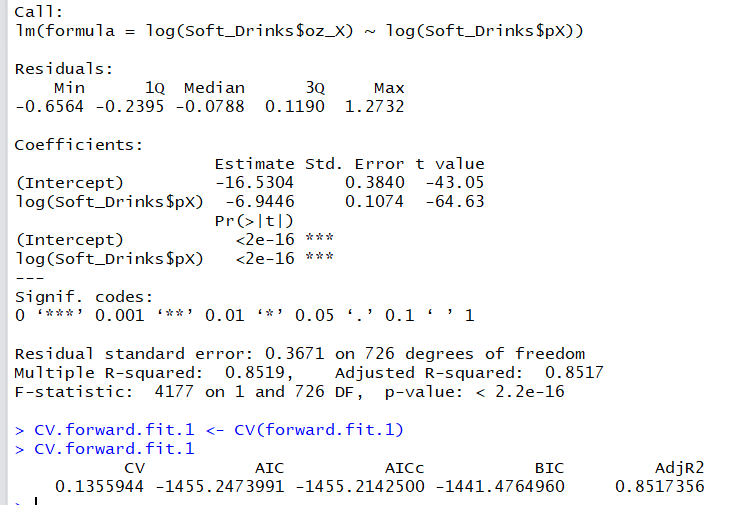 Call:
lm(formula = log(Soft_Drinks$oz_X) ~ log(Soft_Drinks$pX))
Residuals:
Min 1Q Median 3Q Max
-0.6564 -0.2395 -0.0788 0.1190 1.2732
Coefficients:
Estimate Std. Error t value
(Intercept) -16.5304 0.3840 -43.05
log(Soft_Drinks$pX) -6.9446 0.1074 -64.63
Pr(>|t|)
(Intercept) <2e-16 ***
log(Soft_Drinks$pX) <2e-16 ***
---
Signif. codes:
0 ‘***’ 0.001 ‘**’ 0.01 ‘*’ 0.05 ‘.’ 0.1 ‘ ’ 1
Residual standard error: 0.3671 on 726 degrees of freedom
Multiple R-squared: 0.8519, Adjusted R-squared: 0.8517
F-statistic: 4177 on 1 and 726 DF, p-value: < 2.2e-16
> CV.forward.fit.1 <- CV(forward.fit.1)
> CV.forward.fit.1
CV AIC AICc BIC AdjR2
0.1355944 -1455.2473991 -1455.2142500 -1441.4764960 0.8517356
>